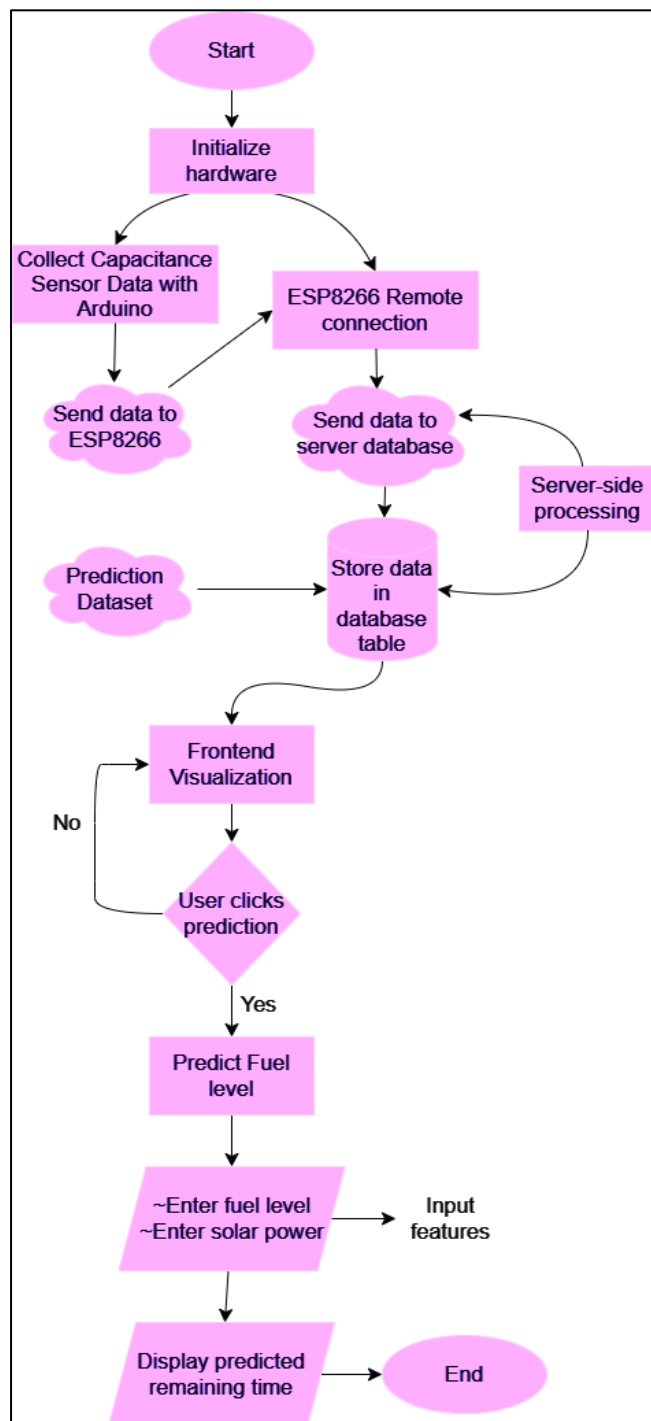 Start
Initialize
hardware
Collect Capacitance
Sensor Data with
Arduino
ESP8266 Remote
connection
Send data to
ESP8266
Send data to
server database
Server-side
processing
Prediction
Dataset
Store data
in
database
table
Frontend
Visualization
No
User clicks
prediction
Yes
Predict Fuel
level
~Enter fuel level
~Enter solar power
Input
features
Display predicted
remaining time
End